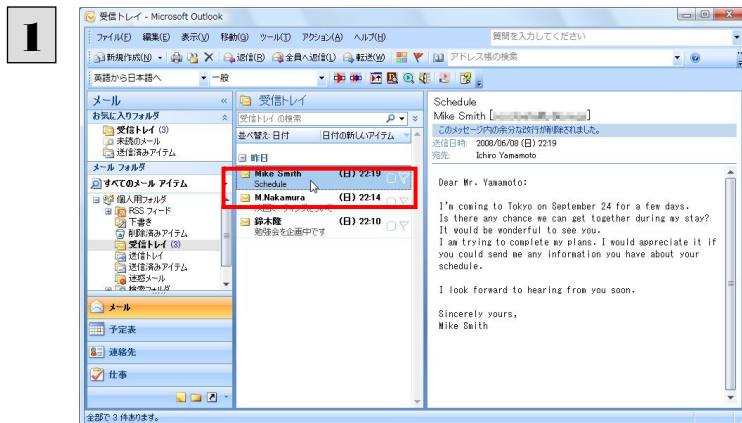 1
受信トレイ - Microsoft Outlook
ファイル(F) 編集(E) 表示(V) 移動(G) ツール(T) アクション(A) ヘルプ(H)
質問を入力してください
新規作成(N) 返信(R) 全員へ返信(L) 転送(W) アドレス帳の検索
英語から日本語へ 一般
メール «
お気に入りフォルダ
受信トレイ (3)
未読のメール
送信済みアイテム
メール フォルダ
すべてのメール アイテム
個人用フォルダ
RSS フィード
下書き
削除済みアイテム
受信トレイ (3)
送信トレイ
送信済みアイテム
迷惑メール
検索フォルダ
メール
予定表
連絡先
仕事
全部で 3 件あります。
受信トレイ
受信トレイ の検索
並べ替え: 日付 日付の新しいアイテム
昨日
Mike Smith (日) 22:19
Schedule
M.Nakamura (日) 22:14
鈴木隆 (日) 22:10
勉強会を企画中です
Schedule
Mike Smith [
このメッセージ内の余分な改行が削除されました。
送信日時: 2008/06/08 (日) 22:19
宛先: Ichiro Yamamoto
Dear Mr. Yamamoto:
I'm coming to Tokyo on September 24 for a few days.
Is there any chance we can get together during my stay?
It would be wonderful to see you.
I am trying to complete my plans. I would appreciate it if
you could send me any information you have about your
schedule.
I look forward to hearing from you soon.
Sincerely yours,
Mike Smith